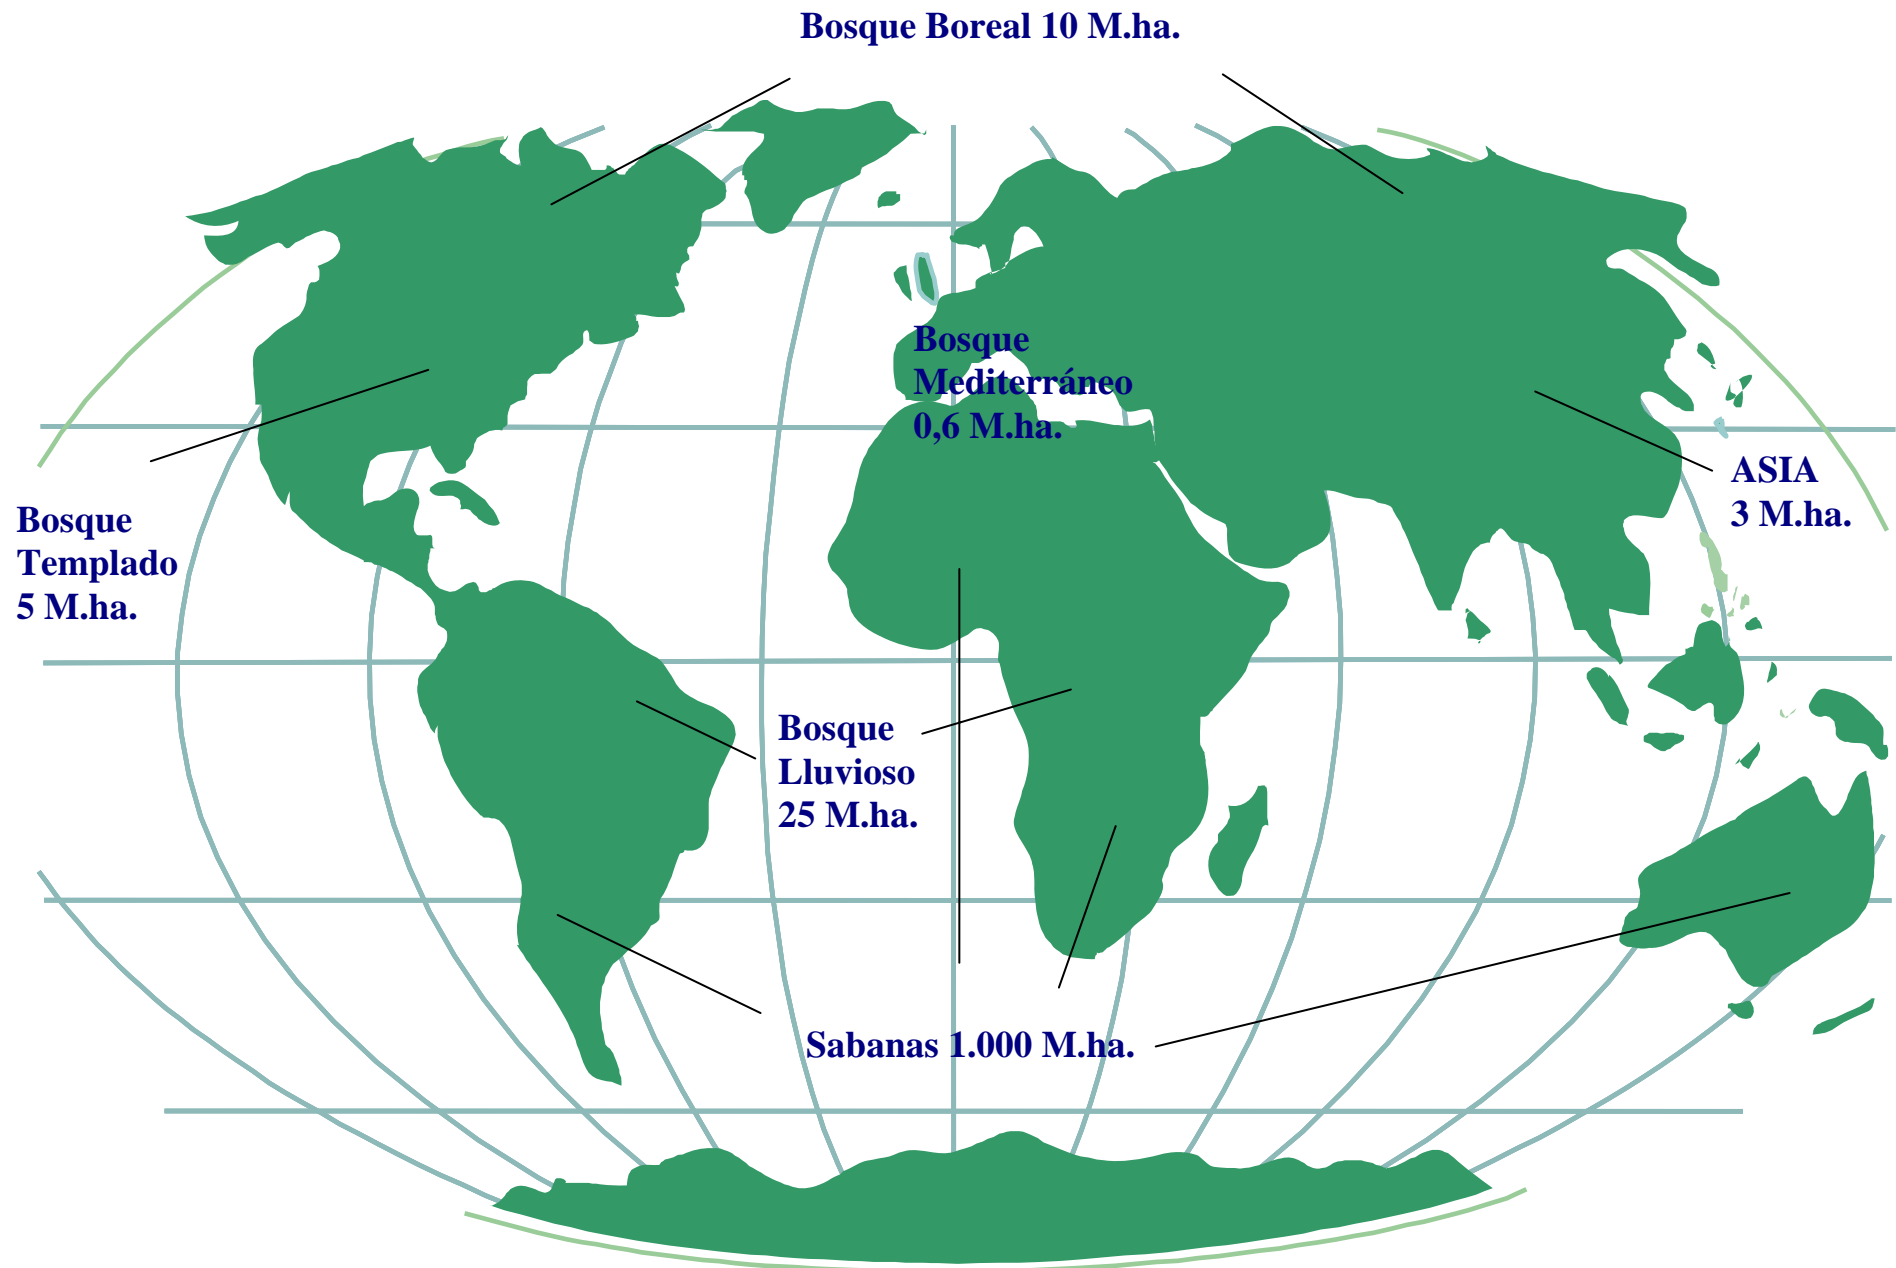 Bosque Boreal 10 M.ha.
Bosque
Mediterráneo
0,6 M.ha.
ASIA
3 M.ha.
Bosque
Templado
5 M.ha.
Bosque
Lluvioso
25 M.ha.
Sabanas 1.000 M.ha.